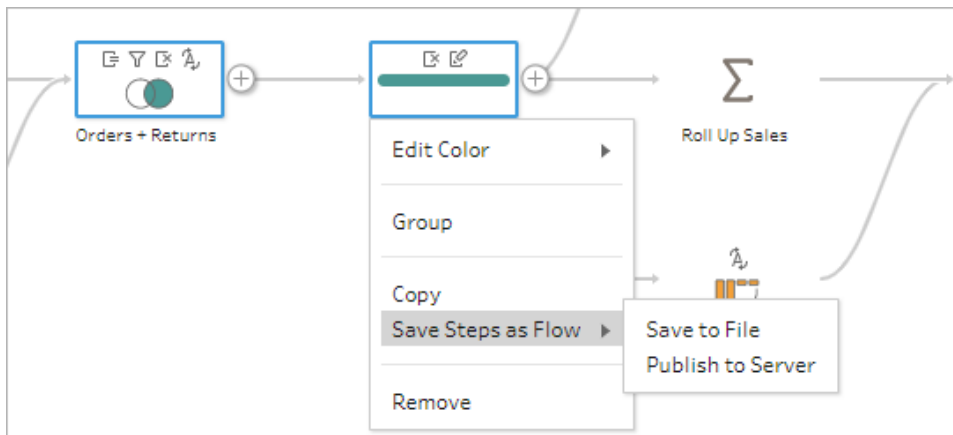 Orders + Returns
Roll Up Sales
Edit Color
Group
Copy
Save Steps as Flow
Save to File
Publish to Server
Remove